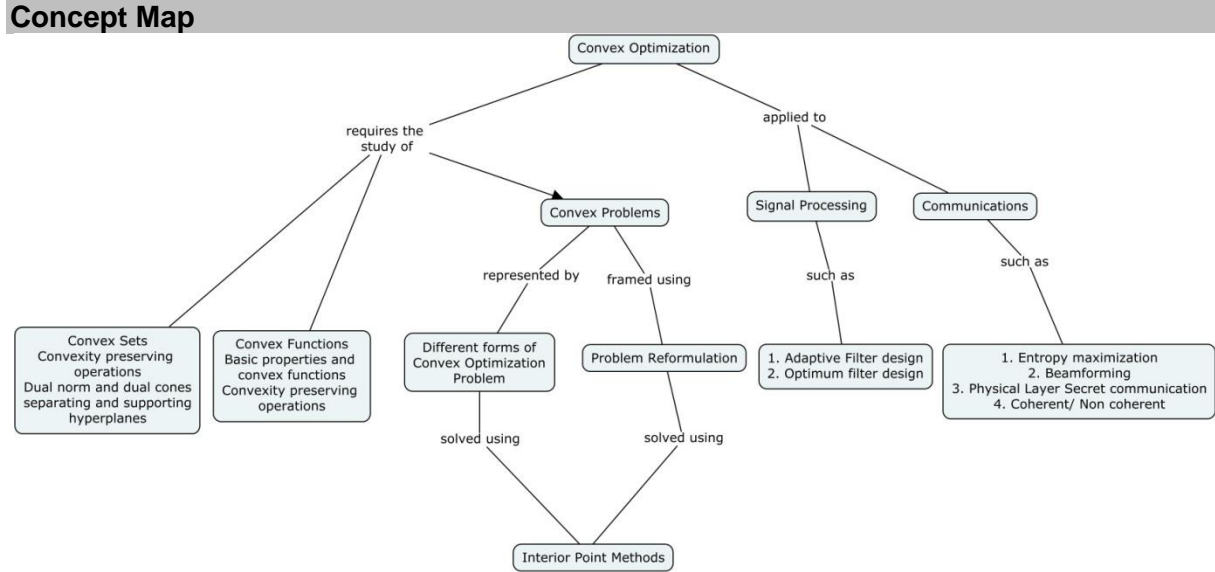 Concept Map
Convex Optimization
requires the
study of
applied to
Convex Problems
Signal Processing
Communications
represented by
framed using
such as
such as
Convex Sets
Convexity preserving
operations
Dual norm and dual cones
separating and supporting
hyperplanes
Convex Functions
Basic properties and
convex functions
Convexity preserving
operations
Different forms of
Convex Optimization
Problem
Problem Reformulation
1. Adaptive Filter design
2. Optimum filter design
1. Entropy maximization
2. Beamforming
3. Physical Layer Secret communication
4. Coherent/ Non coherent
solved using
solved using
Interior Point Methods